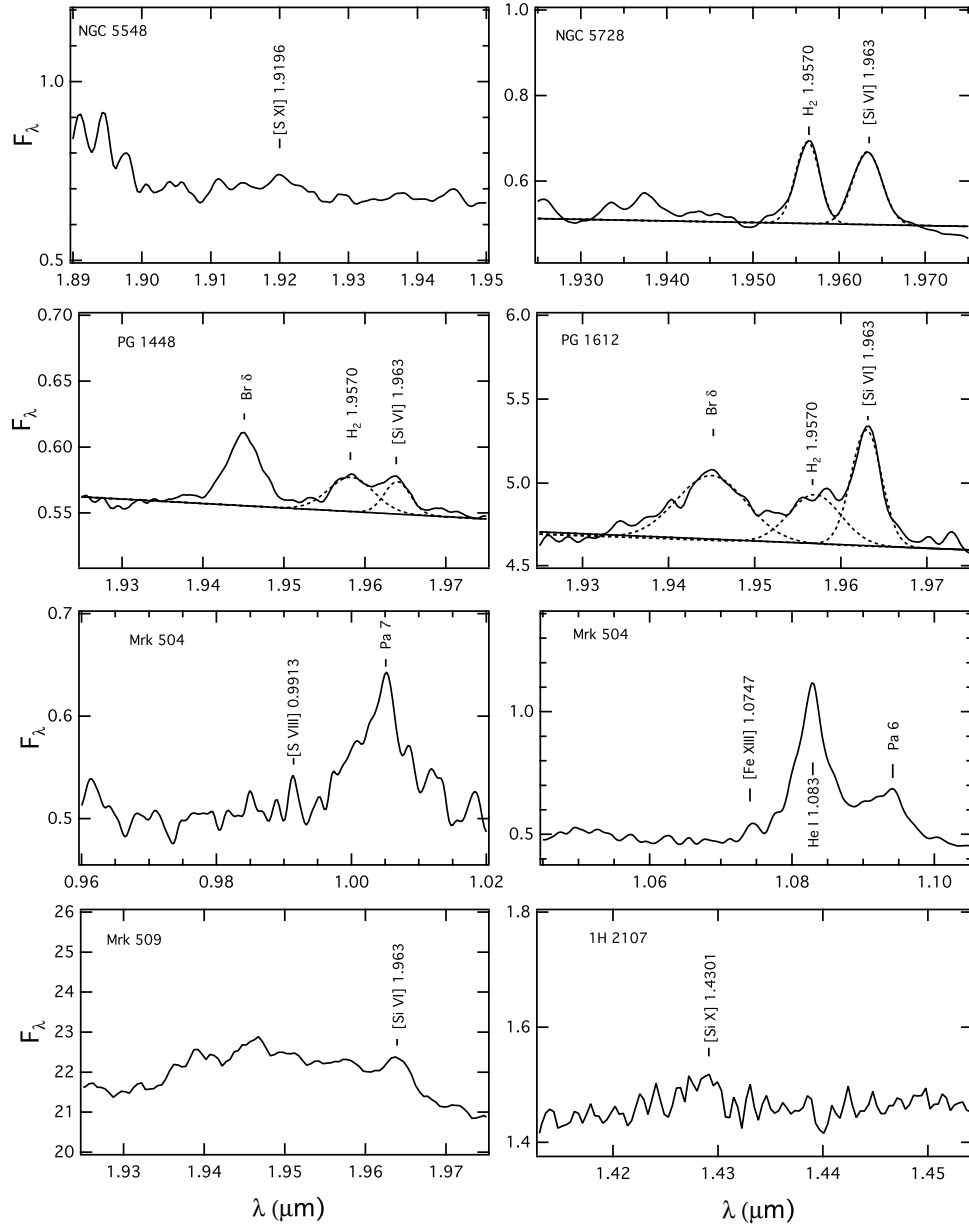 NGC 5548
[S XI] 1.9196
1.0
0.5
Fλ
1.89 1.90 1.91 1.92 1.93 1.94 1.95
NGC 5728
H2 1.9570
[Si VI] 1.963
1.0
0.8
0.6
1.930 1.940 1.950 1.960 1.970
PG 1448
Br δ
H2 1.9570
[Si VI] 1.963
0.70
0.65
0.60
0.55
Fλ
1.93 1.94 1.95 1.96 1.97
PG 1612
Br δ
H2 1.9570
[Si VI] 1.963
6.0
5.5
5.0
4.5
1.93 1.94 1.95 1.96 1.97
Mrk 504
[S VIII] 0.9913
Pa 7
0.7
0.6
0.5
Fλ
0.96 0.98 1.00 1.02
Mrk 504
[Fe XIII] 1.0747
He I 1.083
Pa 6
1.0
0.5
1.06 1.08 1.10
Mrk 509
[Si VI] 1.963
26
25
24
23
22
21
20
Fλ
1.93 1.94 1.95 1.96 1.97
λ (μm)
1H 2107
[Si X] 1.4301
1.8
1.6
1.4
1.42 1.43 1.44 1.45
λ (μm)